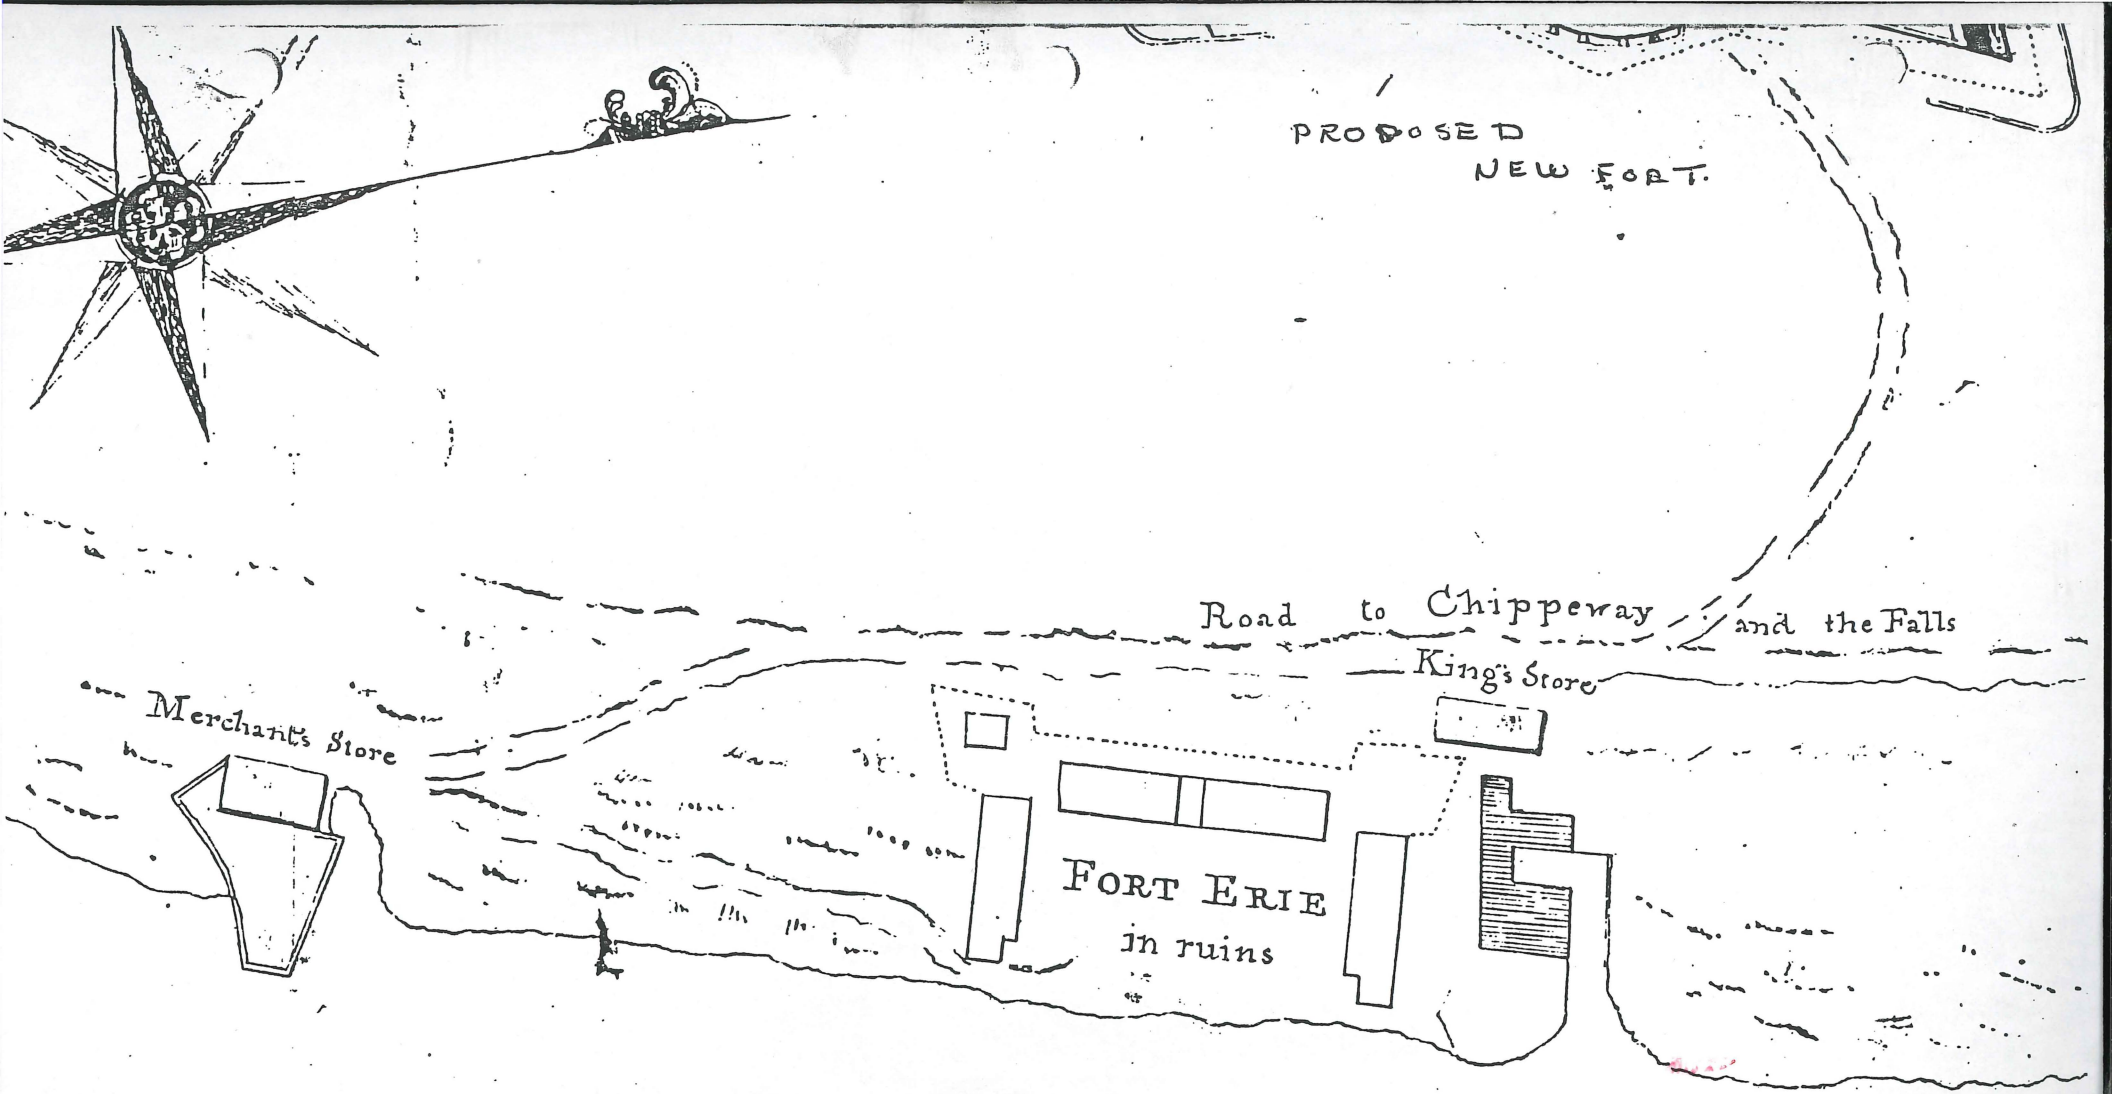 PROPOSED
NEW FORT.
Road to Chippeway and the Falls
King's Store
Merchant's Store
FORT ERIE
in ruins